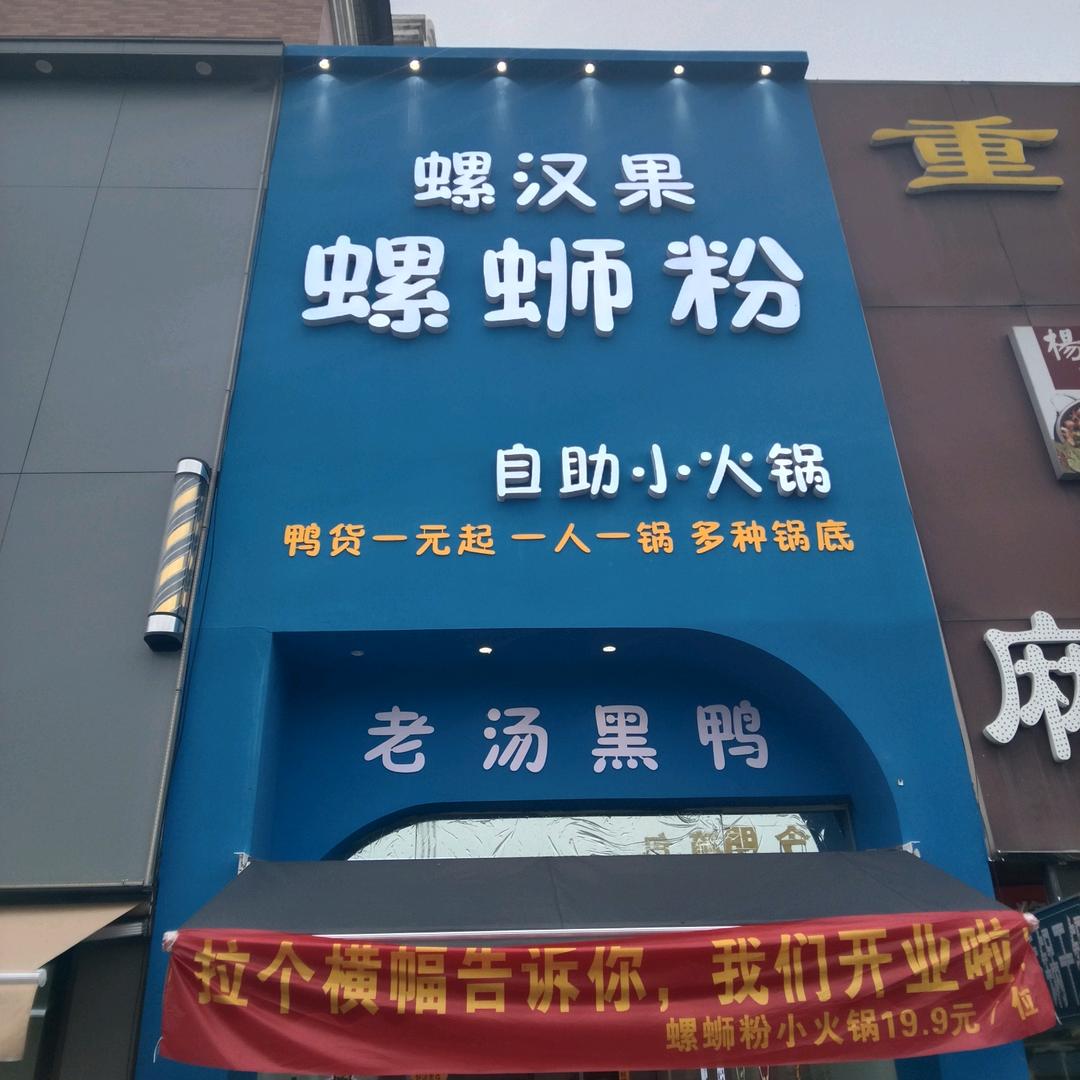 螺汉果
螺蛳粉
自助小火锅
鸭货一元起 一人一锅 多种锅底
老汤黑鸭
拉个横幅告诉你，我们开业啦
螺蛳粉小火锅19.9元/位
重
楊
麻